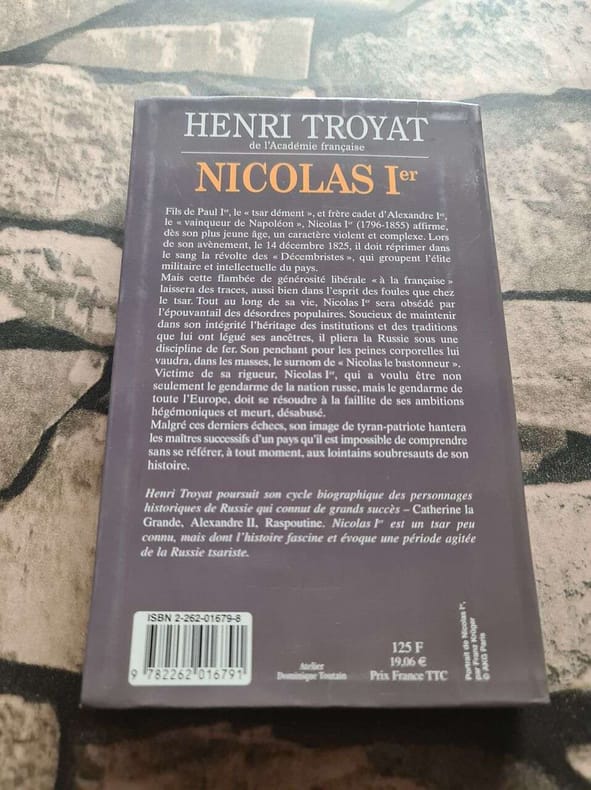 HENRI TROYAT
de l'Académie française
NICOLAS Ier
Fils de Paul Ier, le « tsar dément », et frère cadet d'Alexandre Ier,
le « vainqueur de Napoléon », Nicolas Ier (1796-1855) affirme,
dès son plus jeune âge, un caractère violent et complexe. Lors
de son avènement, le 14 décembre 1825, il doit réprimer dans
le sang la révolte des « Décembristes », qui groupent l'élite
militaire et intellectuelle du pays.
Mais cette flambée de générosité libérale « à la française »
laissera des traces, aussi bien dans l'esprit des foules que chez
le tsar. Tout au long de sa vie, Nicolas Ier sera obsédé par
l'épouvantail des désordres populaires. Soucieux de maintenir
dans son intégrité l'héritage des institutions et des traditions
que lui ont légué ses ancêtres, il pliera la Russie sous une
discipline de fer. Son penchant pour les peines corporelles lui
vaudra, dans les masses, le surnom de « Nicolas le bastonneur ».
Victime de sa rigueur, Nicolas Ier, qui a voulu être non
seulement le gendarme de la nation russe, mais le gendarme de
toute l'Europe, doit se résoudre à la faillite de ses ambitions
hégémoniques et meurt, désabusé.
Malgré ces derniers échecs, son image de tyran-patriote hantera
les maîtres successifs d'un pays qu'il est impossible de comprendre
sans se référer, à tout moment, aux lointains soubresauts de son
histoire.
Henri Troyat poursuit son cycle biographique des personnages
historiques de Russie qui connut de grands succès – Catherine la
Grande, Alexandre II, Raspoutine. Nicolas Ier est un tsar peu
connu, mais dont l'histoire fascine et évoque une période agitée
de la Russie tsariste.
ISBN 2-262-01679-8
9 782262 016791
Atelier
Dominique Toutain
125 F
19,06 €
Prix France TTC
Portrait de Nicolas Ier,
par Franz Krüger
© AKG Paris